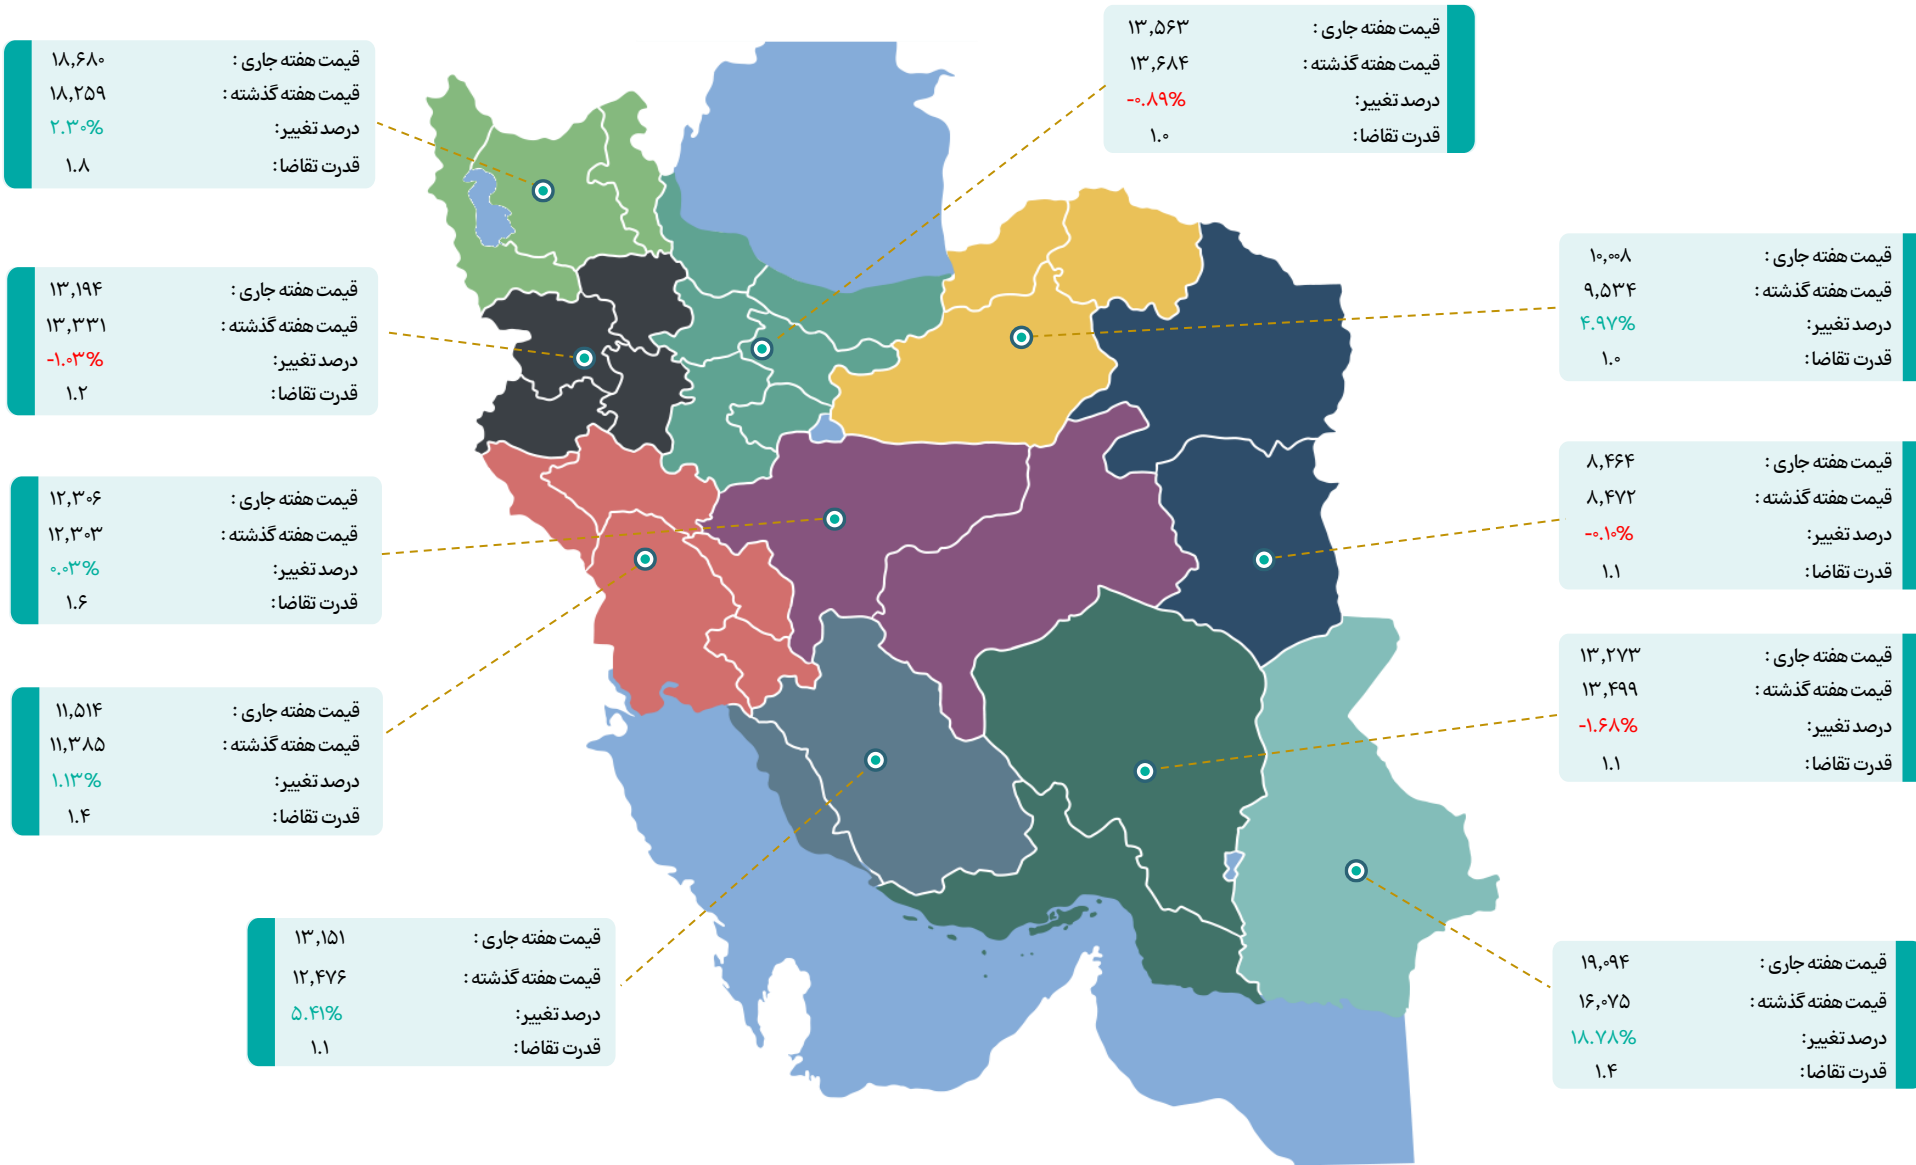 قیمت هفته جاری : ۱۳,۵۶۳
قیمت هفته گذشته : ۱۳,۶۸۴
درصد تغییر: -۰.۸۹%
قدرت تقاضا: ۱.۰
قیمت هفته جاری : ۱۸,۶۸۰
قیمت هفته گذشته : ۱۸,۲۵۹
درصد تغییر: ۲.۳۰%
قدرت تقاضا: ۱.۸
قیمت هفته جاری : ۱۰,۰۰۸
قیمت هفته گذشته : ۹,۵۳۴
درصد تغییر: ۴.۹۷%
قدرت تقاضا: ۱.۰
قیمت هفته جاری : ۱۳,۱۹۴
قیمت هفته گذشته : ۱۳,۳۳۱
درصد تغییر: -۱.۰۳%
قدرت تقاضا: ۱.۲
قیمت هفته جاری : ۸,۴۶۴
قیمت هفته گذشته : ۸,۴۷۲
درصد تغییر: -۰.۱۰%
قدرت تقاضا: ۱.۱
قیمت هفته جاری : ۱۲,۳۰۶
قیمت هفته گذشته : ۱۲,۳۰۳
درصد تغییر: ۰.۰۳%
قدرت تقاضا: ۱.۶
قیمت هفته جاری : ۱۳,۲۷۳
قیمت هفته گذشته : ۱۳,۴۹۹
درصد تغییر: -۱.۶۸%
قدرت تقاضا: ۱.۱
قیمت هفته جاری : ۱۱,۵۱۴
قیمت هفته گذشته : ۱۱,۳۸۵
درصد تغییر: ۱.۱۳%
قدرت تقاضا: ۱.۴
قیمت هفته جاری : ۱۹,۰۹۴
قیمت هفته گذشته : ۱۶,۰۷۵
درصد تغییر: ۱۸.۷۸%
قدرت تقاضا: ۱.۴
قیمت هفته جاری : ۱۳,۱۵۱
قیمت هفته گذشته : ۱۲,۴۷۶
درصد تغییر: ۵.۴۱%
قدرت تقاضا: ۱.۱